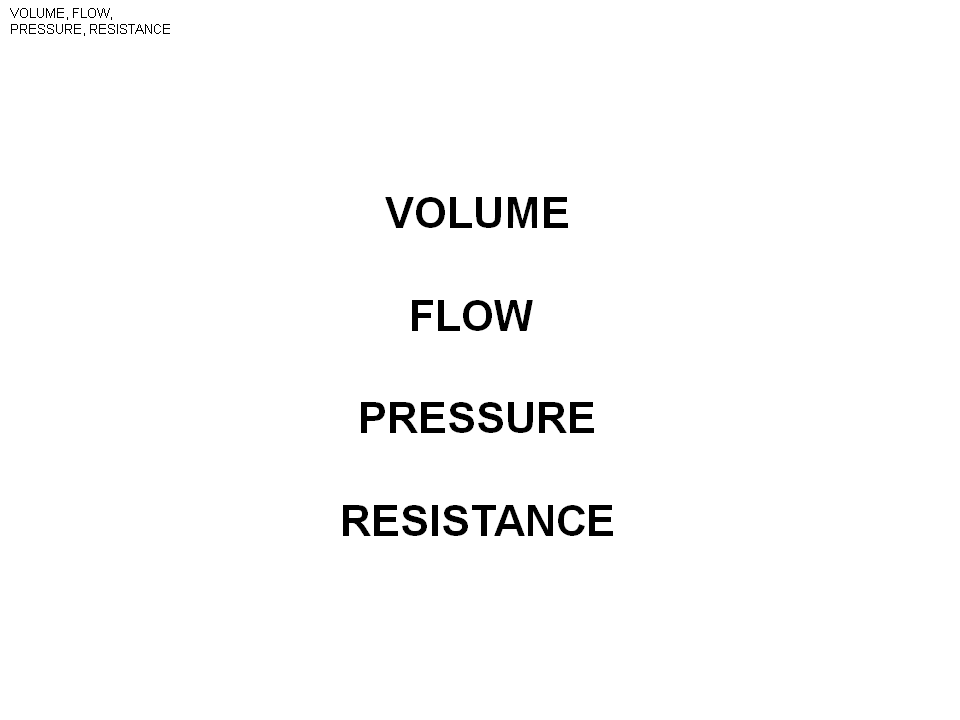 VOLUME, FLOW,
PRESSURE, RESISTANCE
VOLUME
FLOW
PRESSURE
RESISTANCE